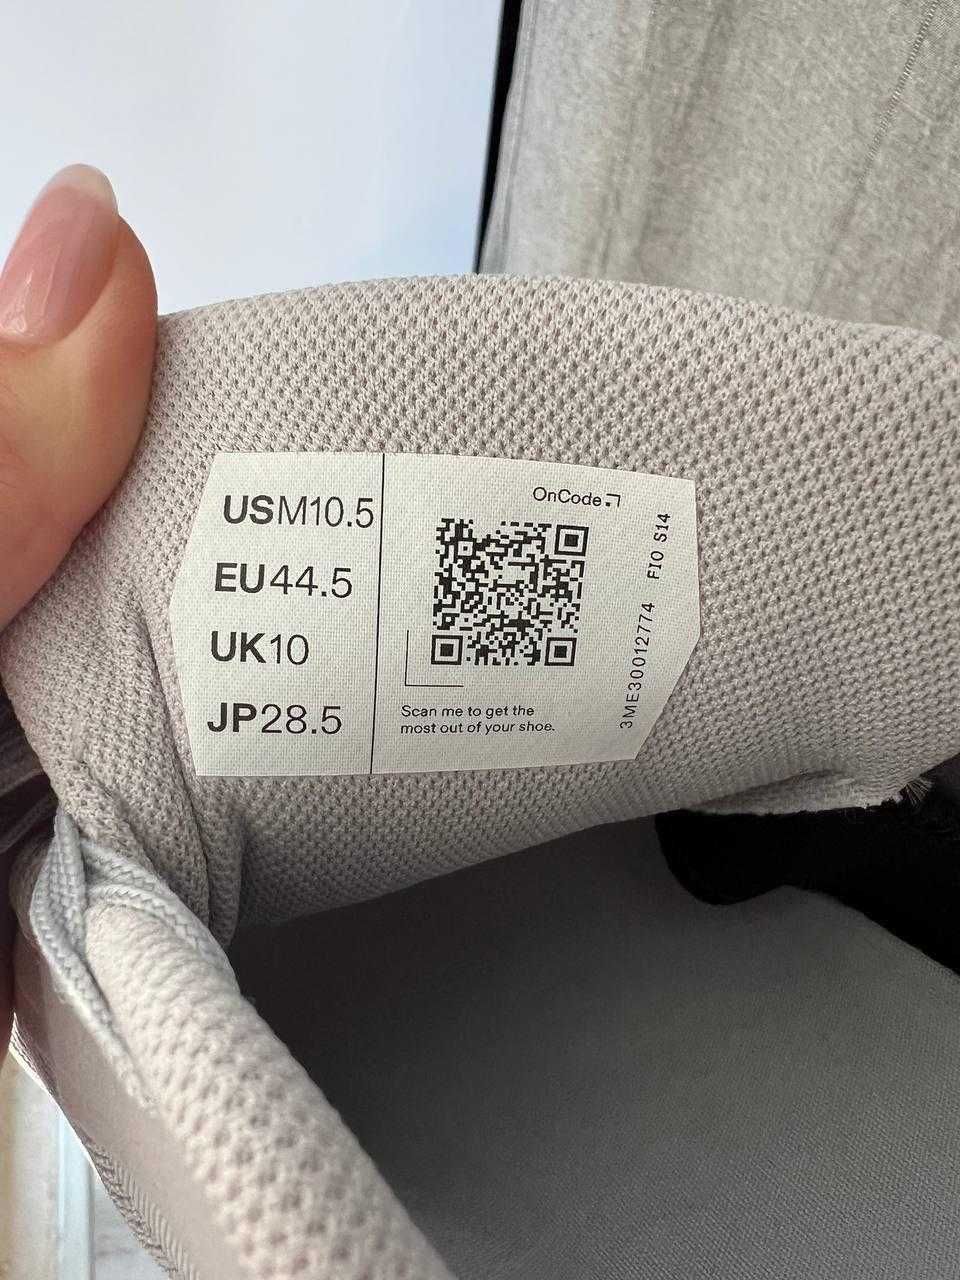 USM10.5
EU44.5
UK10
JP28.5
OnCode
Scan me to get the
most out of your shoe.
3ME30012774 FIO S14